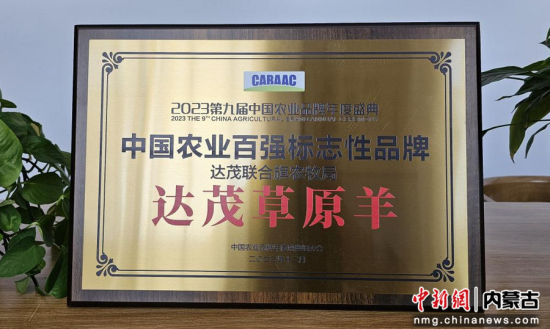 CARAAC
2023第九届中国农业品牌年度盛典
2023 THE 9TH CHINA AGRICULTURAL
中国农业百强标志性品牌
达茂联合旗农牧局
达茂草原羊
中新网 内蒙古
nmg.chinanews.com